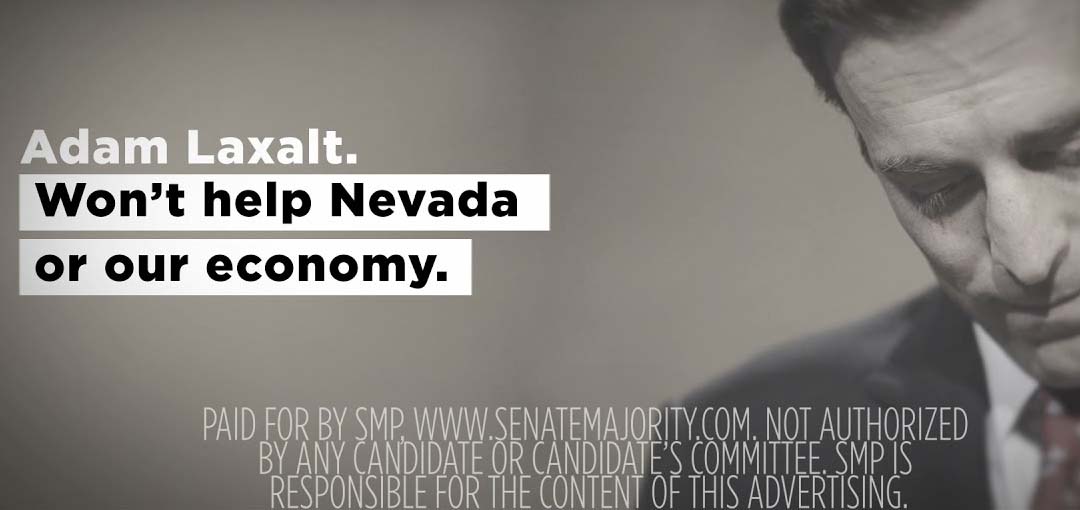 Adam Laxalt.
Won't help Nevada
or our economy.
PAID FOR BY SMP, WWW.SENATEMAJORITY.COM. NOT AUTHORIZED
BY ANY CANDIDATE OR CANDIDATE'S COMMITTEE. SMP IS
RESPONSIBLE FOR THE CONTENT OF THIS ADVERTISING.